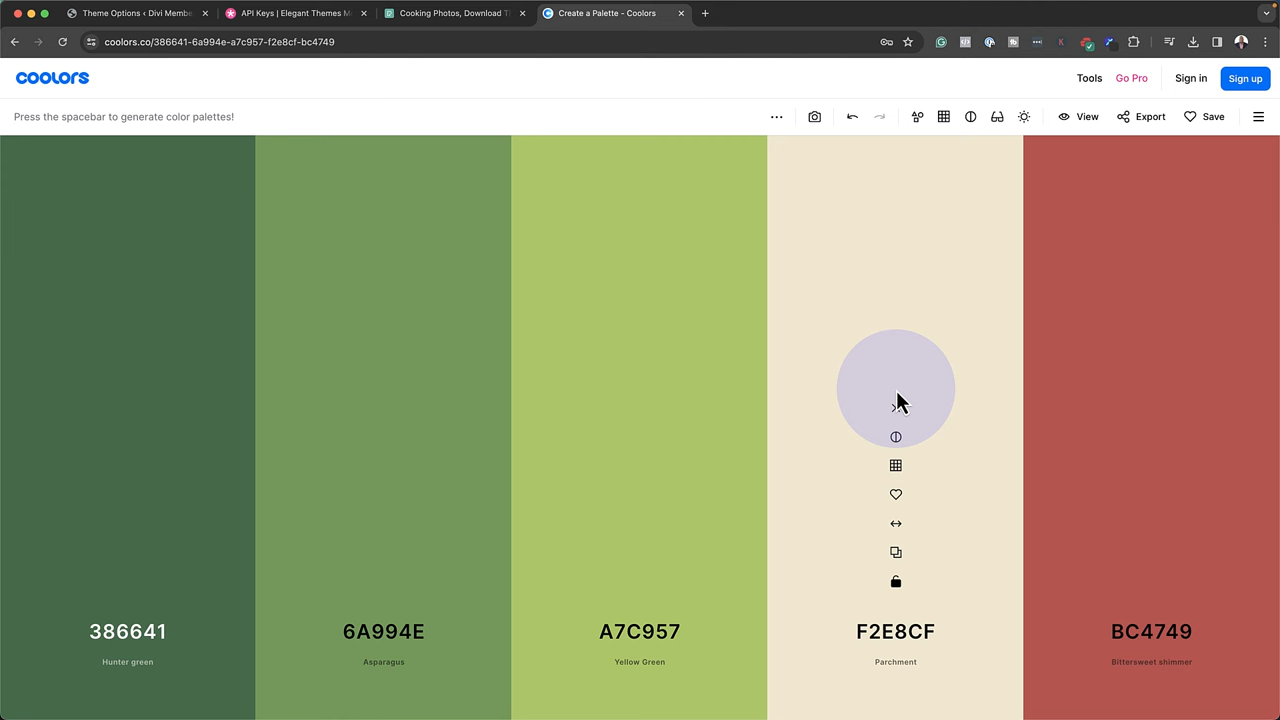 Theme Options ‹ Divi Membe
API Keys | Elegant Themes M
Cooking Photos, Download T
Create a Palette - Coolors
coolors.co/386641-6a994e-a7c957-f2e8cf-bc4749
coolors
Tools
Go Pro
Sign in
Sign up
Press the spacebar to generate color palettes!
View
Export
Save
386641
6A994E
A7C957
F2E8CF
BC4749
Hunter green
Asparagus
Yellow Green
Parchment
Bittersweet shimmer